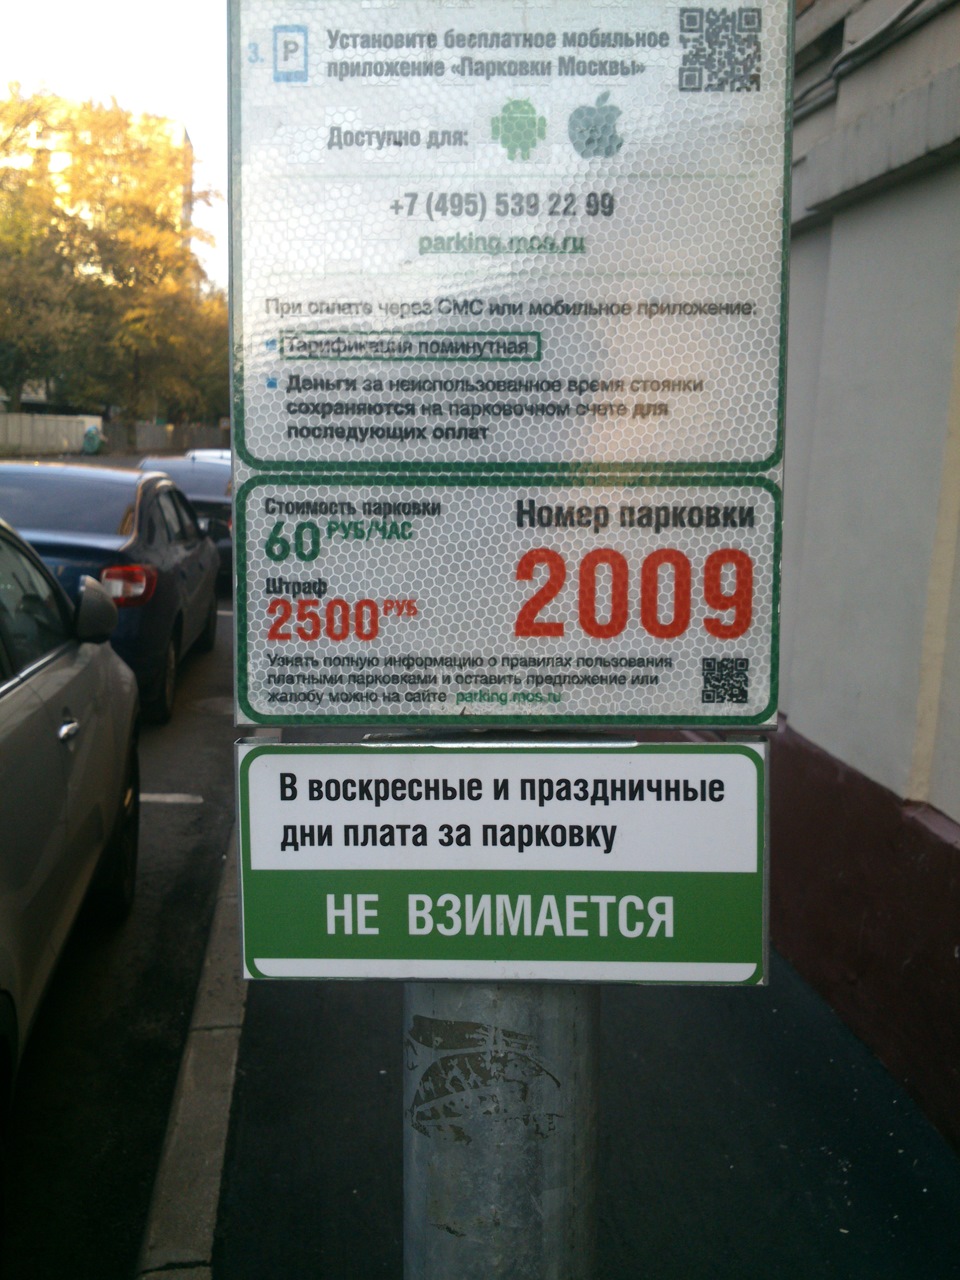 3. P Установите бесплатное мобильное
приложение «Парковки Москвы»
Доступно для:
+7 (495) 539 22 99
parking.mos.ru
При оплате через СМС или мобильное приложение:
Тарификация поминутная
Деньги за неиспользованное время стоянки
сохраняются на парковочном счете для
последующих оплат
Стоимость парковки
60 РУБ/ЧАС
Штраф
2500 РУБ
Номер парковки
2009
Узнать полную информацию о правилах пользования
платными парковками и оставить предложение или
жалобу можно на сайте parking.mos.ru
В воскресные и праздничные
дни плата за парковку
НЕ ВЗИМАЕТСЯ